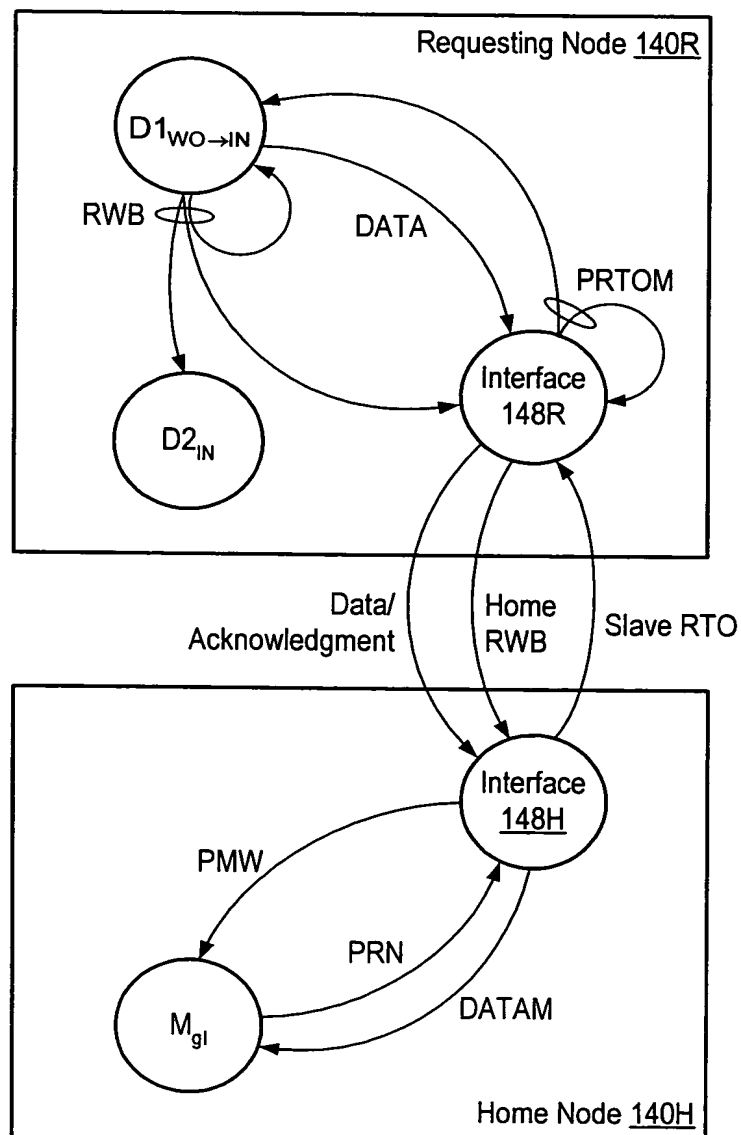 Requesting Node 140R
D1WO→IN
RWB
DATA
PRTOM
Interface
148R
D2IN
Data/
Acknowledgment
Home
RWB
Slave RTO
Interface
148H
PMW
PRN
DATAM
MgI
Home Node 140H